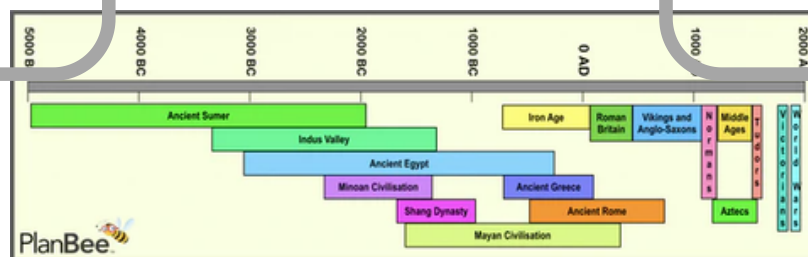 5000 B
4000 BC
3000 BC
2000 BC
1000 BC
0 AD
1000
2000 A
Ancient Sumer
Iron Age
Roman
Britain
Vikings and
Anglo-Saxons
Normans
Middle
Ages
Tudors
Victorians
World Wars
Indus Valley
Ancient Egypt
Minoan Civilisation
Ancient Greece
Shang Dynasty
Ancient Rome
Aztecs
Mayan Civilisation
PlanBee